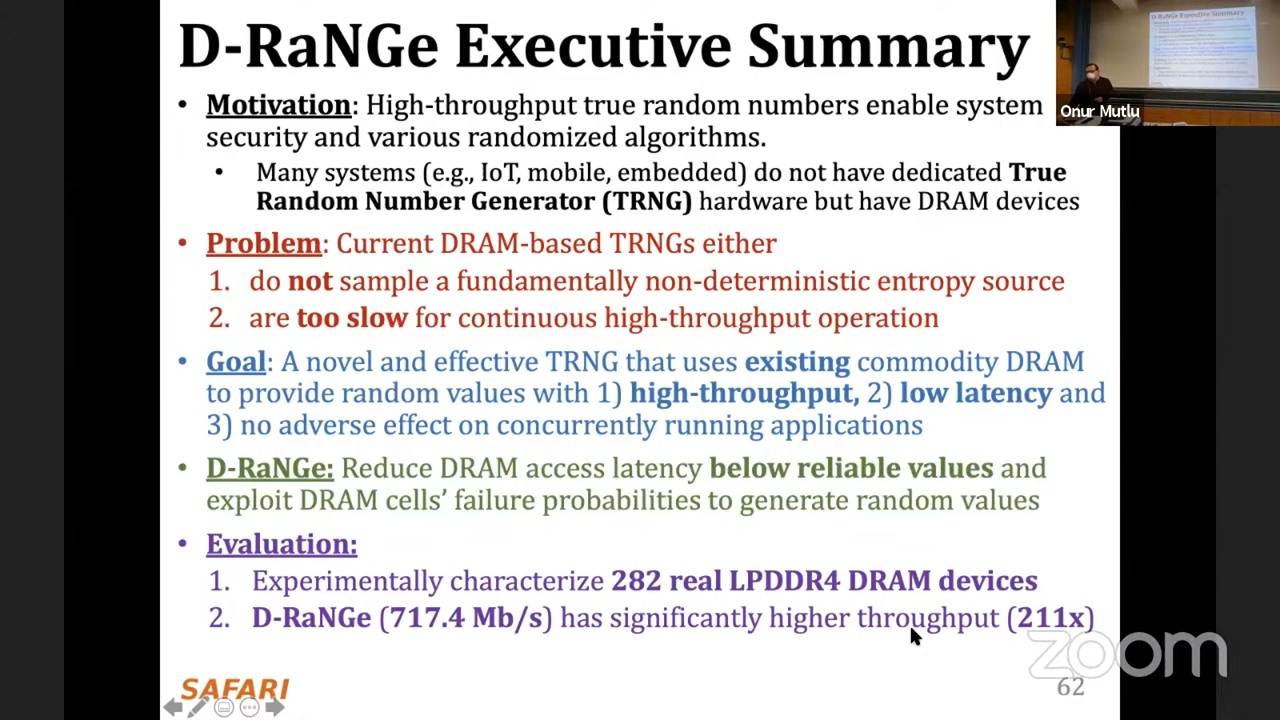 D-RaNGe Executive Summary
• Motivation: High-throughput true random numbers enable system
security and various randomized algorithms.
• Many systems (e.g., IoT, mobile, embedded) do not have dedicated True
Random Number Generator (TRNG) hardware but have DRAM devices
• Problem: Current DRAM-based TRNGs either
1. do not sample a fundamentally non-deterministic entropy source
2. are too slow for continuous high-throughput operation
• Goal: A novel and effective TRNG that uses existing commodity DRAM
to provide random values with 1) high-throughput, 2) low latency and
3) no adverse effect on concurrently running applications
• D-RaNGe: Reduce DRAM access latency below reliable values and
exploit DRAM cells' failure probabilities to generate random values
• Evaluation:
1. Experimentally characterize 282 real LPDDR4 DRAM devices
2. D-RaNGe (717.4 Mb/s) has significantly higher throughput (211x)
SAFARI
62
zoom
D-RaNGe Executive Summary
Onur Mutlu